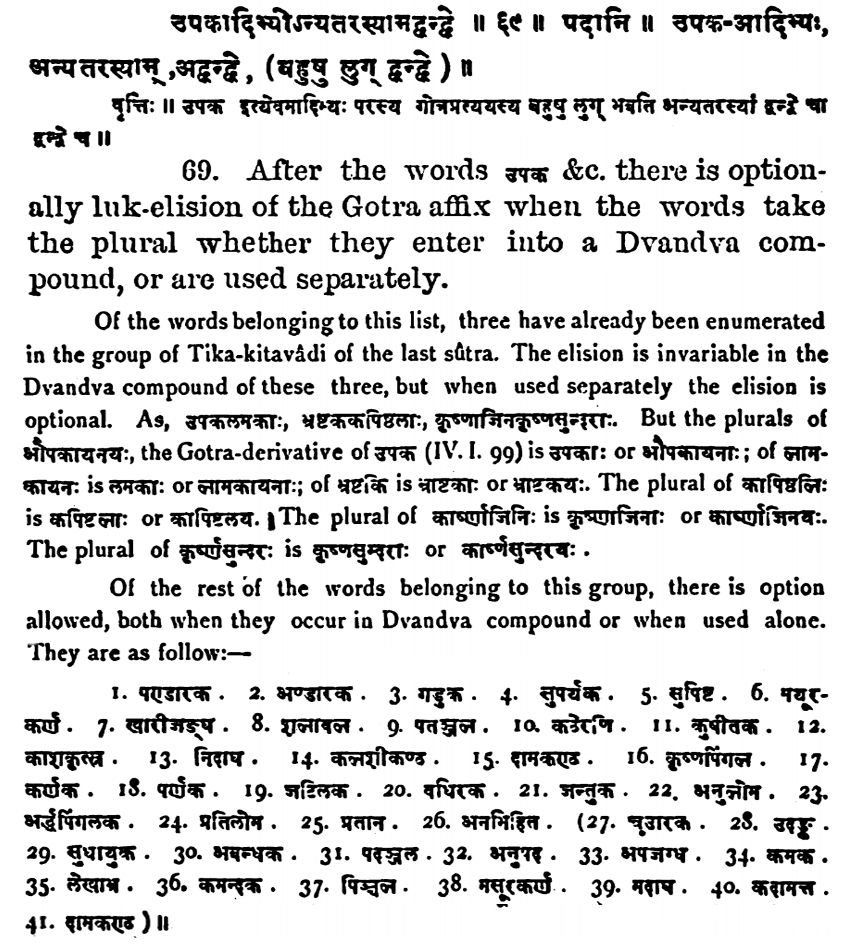 उपकादिभ्योऽन्यतरस्यामद्वन्द्वे ॥ ६९ ॥ पदानि ॥ उपक-आदिभ्यः,
अन्यतरस्याम् ,अद्वन्द्वे, (बहुषु लुग् द्वन्द्वे) ॥
वृत्तिः ॥ उपक इत्येवमादिभ्यः परस्य गोत्रप्रत्ययस्य बहुषु लुग् भवति अन्यतरस्यां द्वन्द्वे चा
द्वन्द्वे च ॥
69. After the words उपक &c. there is option-
ally luk-elision of the Gotra affix when the words take
the plural whether they enter into a Dvandva com-
pound, or are used separately.
Of the words belonging to this list, three have already been enumerated
in the group of Tika-kitavâdi of the last sûtra. The elision is invariable in the
Dvandva compound of these three, but when used separately the elision is
optional. As, उपकलमकाः, भ्रष्टककपिष्ठलाः, कृष्णाजिनकृष्णसुन्दराः. But the plurals of
औपकायनयः, the Gotra-derivative of उपक (IV. I. 99) is उपकाः or औपकायनाः; of लाम-
कायनः is लमकाः or लामकायनाः; of भ्रष्टकि is भ्राष्टकाः or भ्राष्टकयः. The plural of कापिष्ठलिः
is कपिष्टलाः or कापिष्टलय. The plural of कार्ष्णाजिनिः is कृष्णाजिनाः or कार्ष्णाजिनयः.
The plural of कृर्ष्णसुन्दरः is कृष्णसुन्दराः or कार्ष्णसुन्दरयः.
Of the rest of the words belonging to this group, there is option
allowed, both when they occur in Dvandva compound or when used alone.
They are as follow:—
1. पण्डारक. 2. भण्डारक. 3. गडुक. 4. सुपर्यक. 5. सुपिष्ट. 6. मयूर-
कर्ण. 7. खारीजङ्घ. 8. शलावल. 9. पतञ्जल. 10. कठेरणि. 11. कुषीतक. 12.
काशकृत्स्न. 13. निदाघ. 14. कलशीकण्ठ. 15. दामकण्ठ. 16. कृष्णपिंगल. 17.
कर्णक. 18. पर्णक. 19. जटिलक. 20. बधिरक. 21. जन्तुक. 22. अनुलोम. 23.
अर्द्धपिंगलक. 24. प्रतिलोम. 25. प्रतान. 26. अनभिहित. (27. चूडारक. 28. उदङ्क.
29. सुधायुक. 30. अबन्धक. 31. पदञ्जल. 32. अनुपद. 33. अपजग्ध. 34. कमक.
35. लेखाभ्र. 36. कमन्दक. 37. पिञ्जल. 38. मसूरकर्ण. 39. मदाघ. 40. कदामत्त.
41. दामकण्ठ) ॥